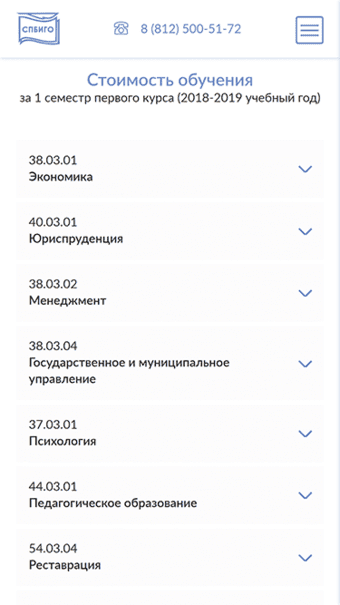 СПБИГО
8 (812) 500-51-72
Стоимость обучения
за 1 семестр первого курса (2018-2019 учебный год)
38.03.01
Экономика
40.03.01
Юриспруденция
38.03.02
Менеджмент
38.03.04
Государственное и муниципальное
управление
37.03.01
Психология
44.03.01
Педагогическое образование
54.03.04
Реставрация